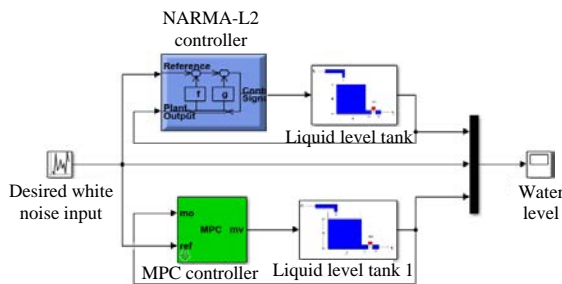 NARMA-L2
controller
Reference
f
g
Plant
Output
Liquid level tank
Desired white
noise input
mo
MPC
mv
ref
MPC controller
Liquid level tank 1
Water
level